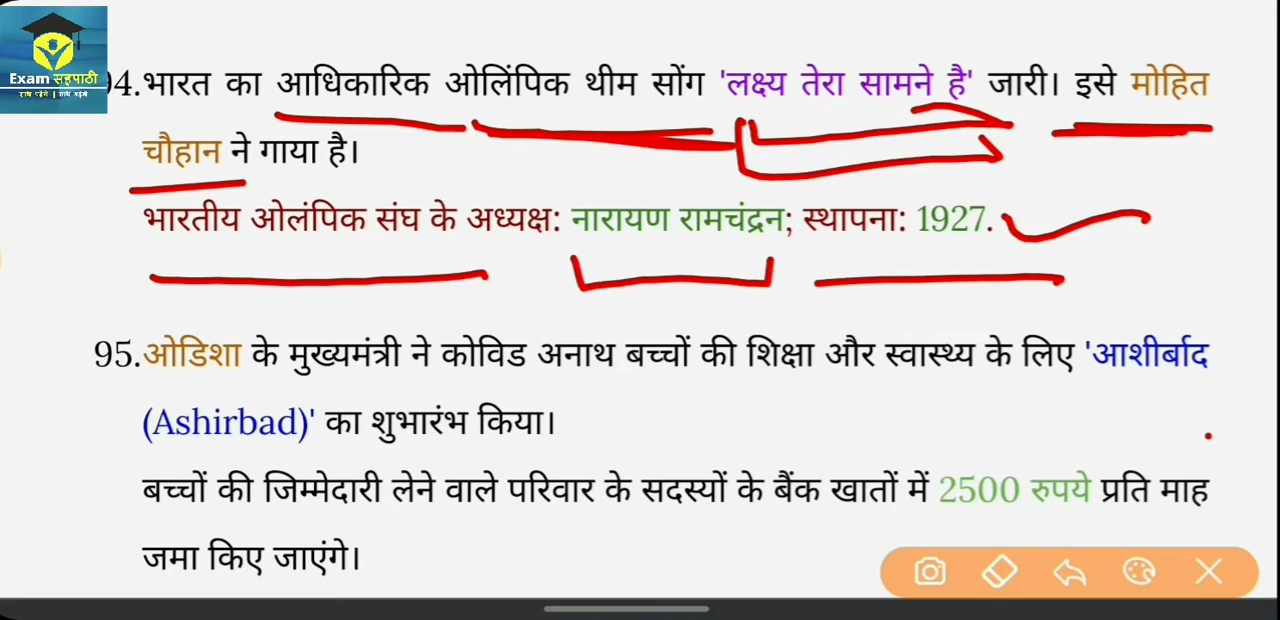 Exam सहपाठी
94. भारत का आधिकारिक ओलिंपिक थीम सोंग 'लक्ष्य तेरा सामने है' जारी। इसे मोहित
चौहान ने गाया है।
भारतीय ओलंपिक संघ के अध्यक्ष: नारायण रामचंद्रन; स्थापना: 1927.
95. ओडिशा के मुख्यमंत्री ने कोविड अनाथ बच्चों की शिक्षा और स्वास्थ्य के लिए 'आशीर्बाद
(Ashirbad)' का शुभारंभ किया।
बच्चों की जिम्मेदारी लेने वाले परिवार के सदस्यों के बैंक खातों में 2500 रुपये प्रति माह
जमा किए जाएंगे।